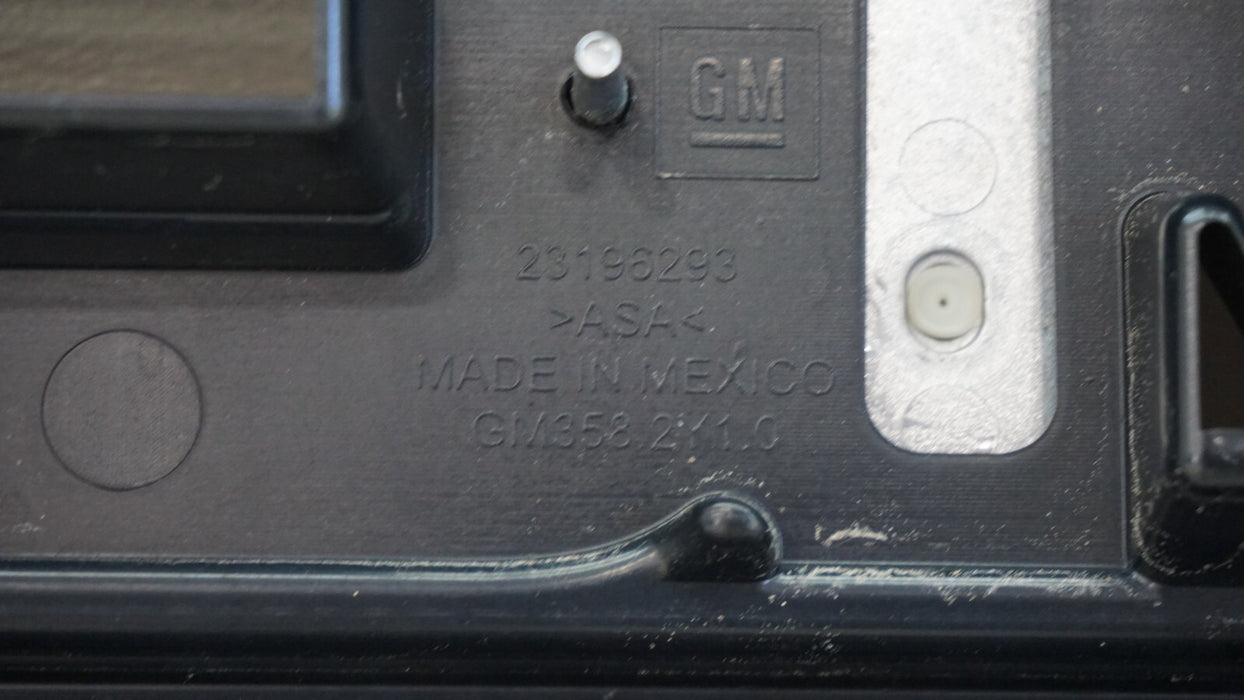 GM
23196293
>ASA<
MADE IN MEXICO
GM358.2Y1.0